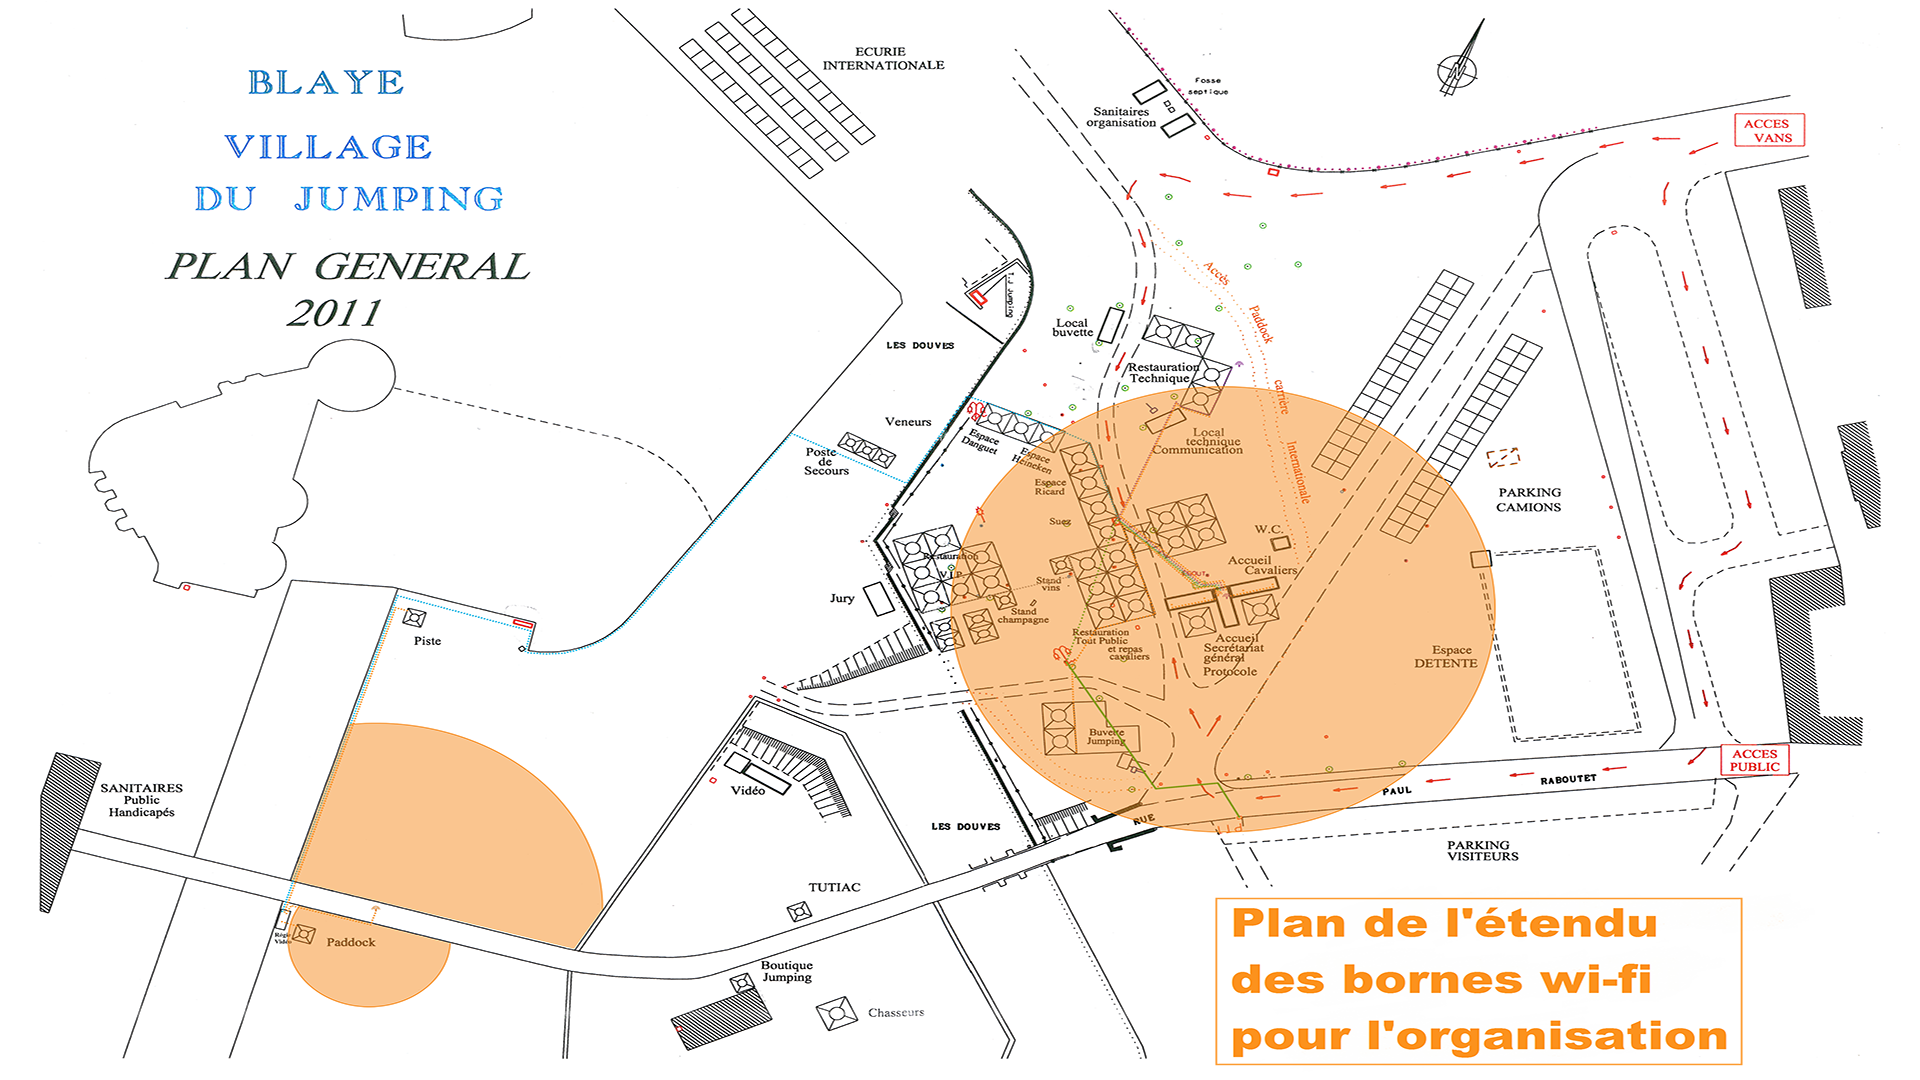 BLAYE
VILLAGE
DU JUMPING
PLAN GENERAL
2011
ECURIE
INTERNATIONALE
Fosse
septique
Sanitaires
organisation
N
ACCES
VANS
Accès
Paddock
carrière
Internationale
T.J Jumping
Local
buvette
LES DOUVES
Restauration
Technique
Veneurs
Poste
de
Secours
Espace
Danguet
Espace
Heineken
Espace
Ricard
Suez
Local
technique
Communication
PARKING
CAMIONS
W.C.
Restauration
V.I.P.
Accueil
Cavaliers
EGOUT
Stand
vins
Stand
champagne
Jury
Piste
Restauration
Tout Public
et repas
cavaliers
Accueil
Secrétariat
général
Protocole
Espace
DETENTE
Buvette
Jumping
ACCES
PUBLIC
SANITAIRES
Public
Handicapés
Vidéo
LES DOUVES
RUE
PAUL
RABOUTET
PARKING
VISITEURS
TUTIAC
Régie
Vidéo
Paddock
Boutique
Jumping
Chasseurs
Plan de l'étendu
des bornes wi-fi
pour l'organisation